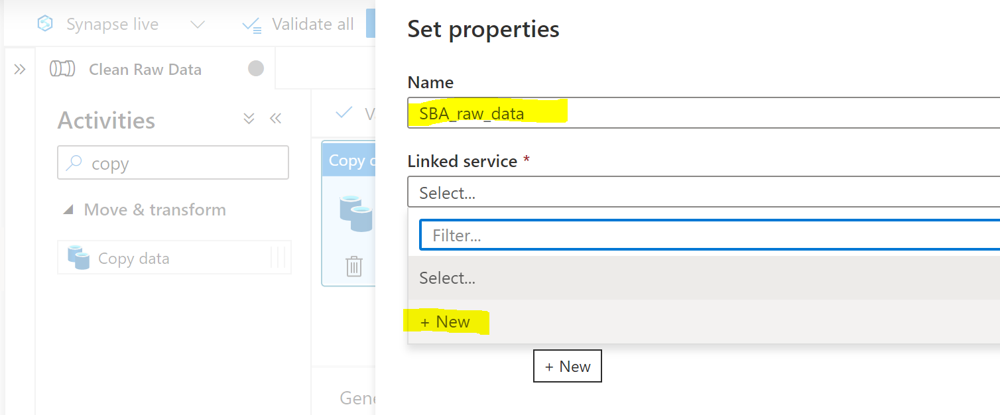 Synapse live
Validate all
Clean Raw Data
Activities
copy
Move & transform
Copy data
Copy
Set properties
Name
SBA_raw_data
Linked service *
Select...
Filter...
Select...
+ New
+ New